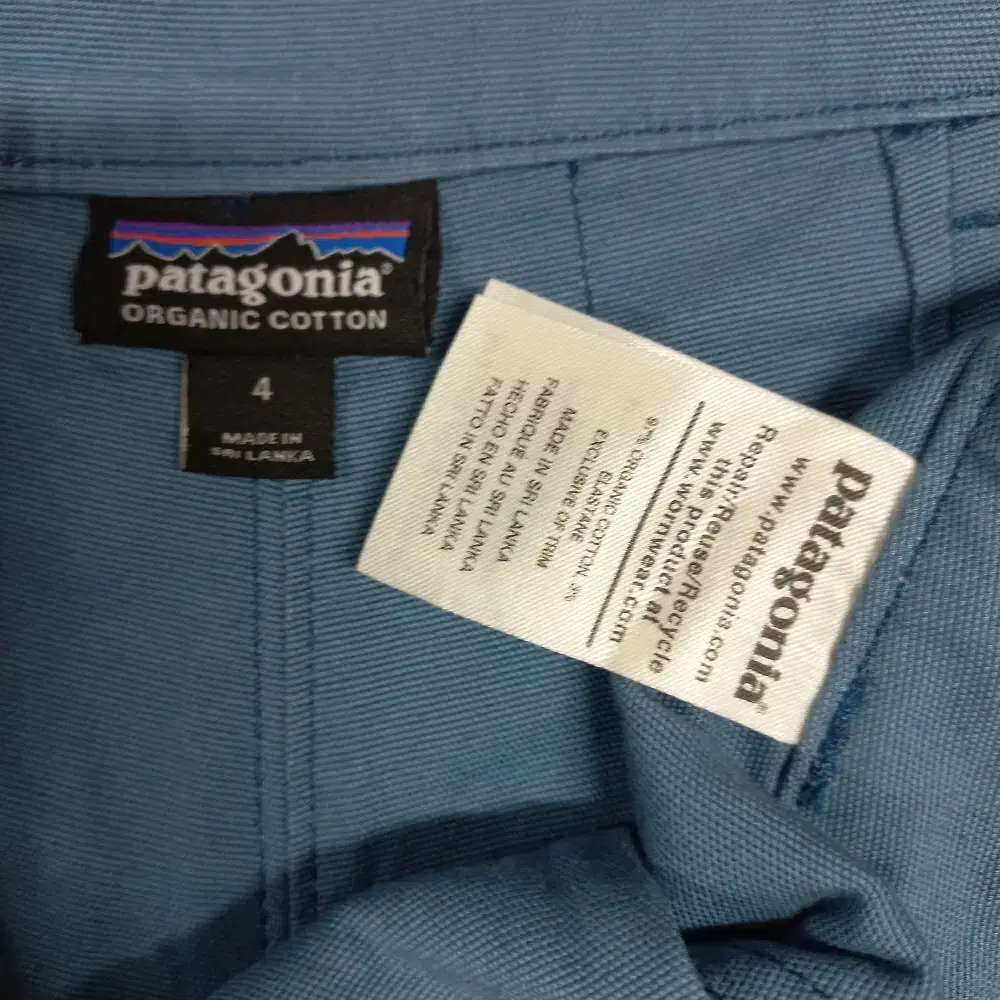 patagonia®
ORGANIC COTTON
4
MADE IN
SRI LANKA
patagonia®
www.patagonia.com
Repair/Reuse/Recycle
this product at
www.wornwear.com
97% ORGANIC COTTON, 3%
ELASTANE
EXCLUSIVE OF TRIM
MADE IN SRI LANKA
FABRIQUE AU SRI LANKA
HECHO EN SRI LANKA
FATTO IN SRI LANKA